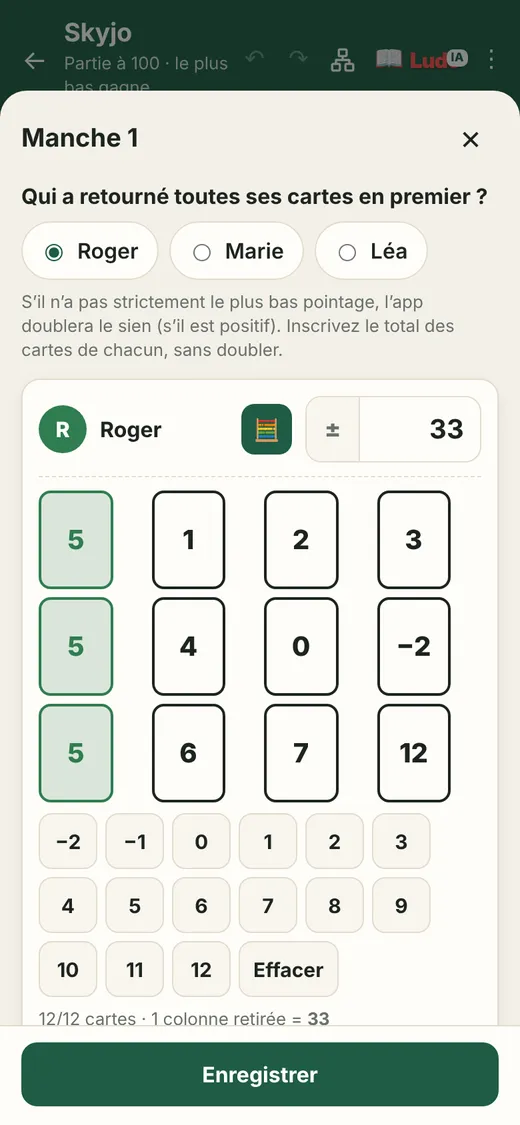 Skyjo
Partie à 100 · le plus
bas gagne
IA
Manche 1
Qui a retourné toutes ses cartes en premier ?
Roger
Marie
Léa
S’il n’a pas strictement le plus bas pointage, l’app
doublera le sien (s’il est positif). Inscrivez le total des
cartes de chacun, sans doubler.
R Roger ± 33
5 1 2 3
5 4 0 −2
5 6 7 12
−2 −1 0 1 2 3
4 5 6 7 8 9
10 11 12 Effacer
12/12 cartes · 1 colonne retirée = 33
Enregistrer